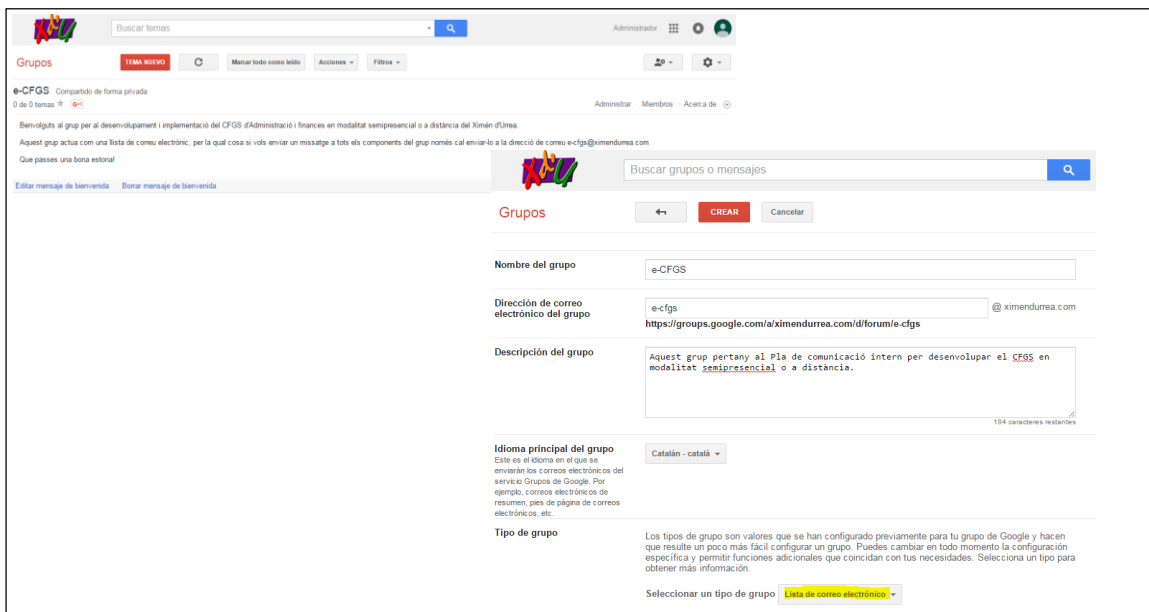 XdU
Buscar temas
Administrador
Grupos
TEMA NUEVO
Marcar todo como leído
Acciones
Filtros
e-CFGS Compartido de forma privada
0 de 0 temas
G+1
Administrar · Miembros · Acerca de
Benvolguts al grup per al desenvolupament i implementació del CFGS d'Administració i finances en modalitat semipresencial o a distància del Ximén d'Urrea.
Aquest grup actua com una llista de correu electrònic, per la qual cosa si vols enviar un missatge a tots els components del grup només cal enviar-lo a la direcció de correu e-cfgs@ximendurrea.com
Que passes una bona estona!
Editar mensaje de bienvenida Borrar mensaje de bienvenida
XdU
Buscar grupos o mensajes
Grupos
CREAR
Cancelar
Nombre del grupo
e-CFGS
Dirección de correo
electrónico del grupo
e-cfgs
@ ximendurrea.com
https://groups.google.com/a/ximendurrea.com/d/forum/e-cfgs
Descripción del grupo
Aquest grup pertany al Pla de comunicació intern per desenvolupar el CFGS en
modalitat semipresencial o a distància.
184 caracteres restantes
Idioma principal del grupo
Este es el idioma en el que se
enviarán los correos electrónicos del
servicio Grupos de Google. Por
ejemplo, correos electrónicos de
resumen, pies de página de correos
electrónicos, etc.
Catalán - català
Tipo de grupo
Los tipos de grupo son valores que se han configurado previamente para tu grupo de Google y hacen
que resulte un poco más fácil configurar un grupo. Puedes cambiar en todo momento la configuración
específica y permitir funciones adicionales que coincidan con tus necesidades. Selecciona un tipo para
obtener más información.
Seleccionar un tipo de grupo Lista de correo electrónico